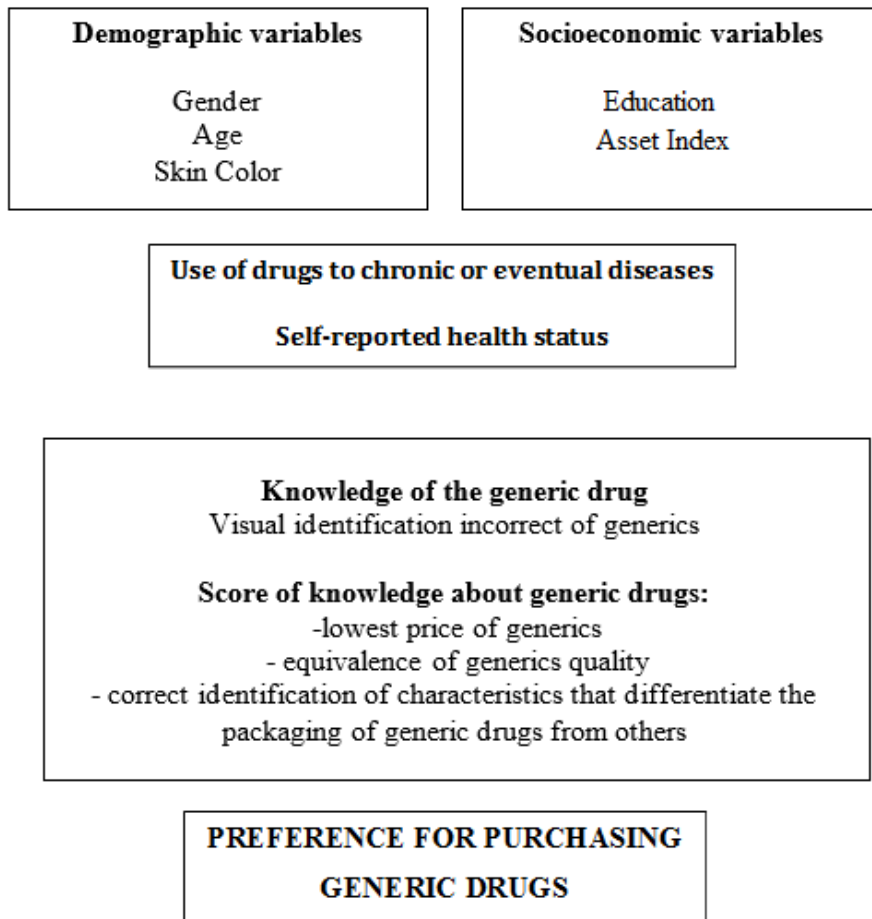 Demographic variables
Gender
Age
Skin Color
Socioeconomic variables
Education
Asset Index
Use of drugs to chronic or eventual diseases
Self-reported health status
Knowledge of the generic drug
Visual identification incorrect of generics
Score of knowledge about generic drugs:
-lowest price of generics
- equivalence of generics quality
- correct identification of characteristics that differentiate the
packaging of generic drugs from others
PREFERENCE FOR PURCHASING
GENERIC DRUGS